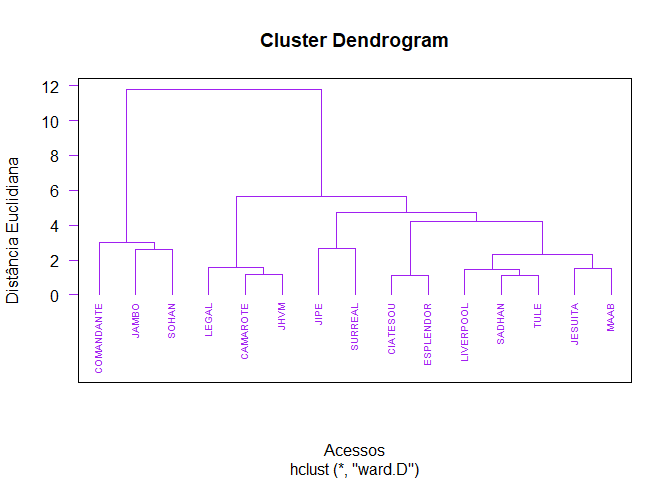 Cluster Dendrogram
Distância Euclidiana
12
10
8
6
4
2
0
COMANDANTE
JAMBO
SOHAN
LEGAL
CAMAROTE
JHVM
JIPE
SURREAL
CIATESOU
ESPLENDOR
LIVERPOOL
SADHAN
TULE
JESUITA
MAAB
Acessos
hclust (*, "ward.D")